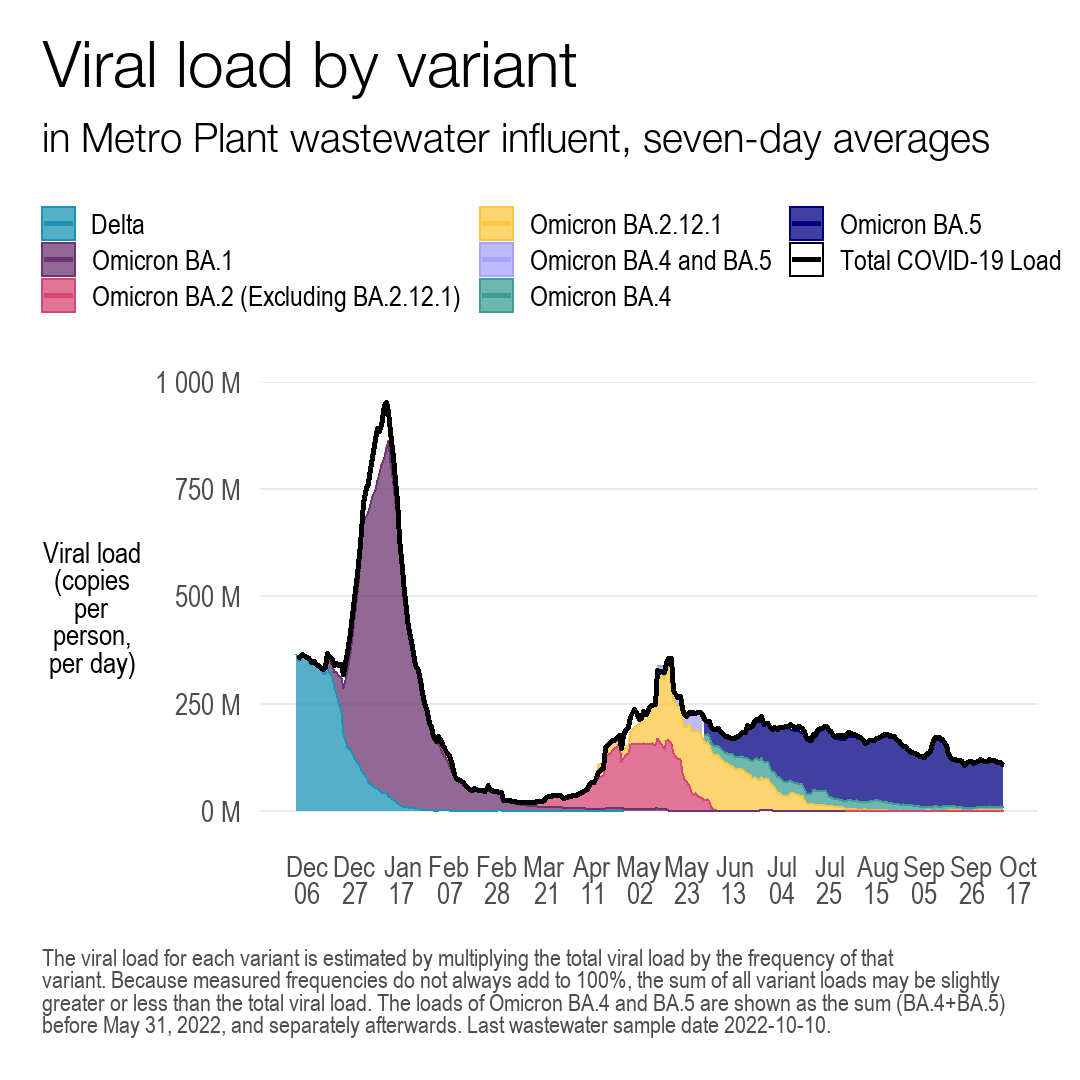 Viral load by variant
in Metro Plant wastewater influent, seven-day averages
Delta
Omicron BA.1
Omicron BA.2 (Excluding BA.2.12.1)
Omicron BA.2.12.1
Omicron BA.4 and BA.5
Omicron BA.4
Omicron BA.5
Total COVID-19 Load
1 000 M
750 M
500 M
250 M
0 M
Viral load
(copies
per
person,
per day)
Dec Dec Jan Feb Feb Mar Apr May May Jun Jul Jul Aug Sep Sep Oct
06 27 17 07 28 21 11 02 23 13 04 25 15 05 26 17
The viral load for each variant is estimated by multiplying the total viral load by the frequency of that
variant. Because measured frequencies do not always add to 100%, the sum of all variant loads may be slightly
greater or less than the total viral load. The loads of Omicron BA.4 and BA.5 are shown as the sum (BA.4+BA.5)
before May 31, 2022, and separately afterwards. Last wastewater sample date 2022-10-10.